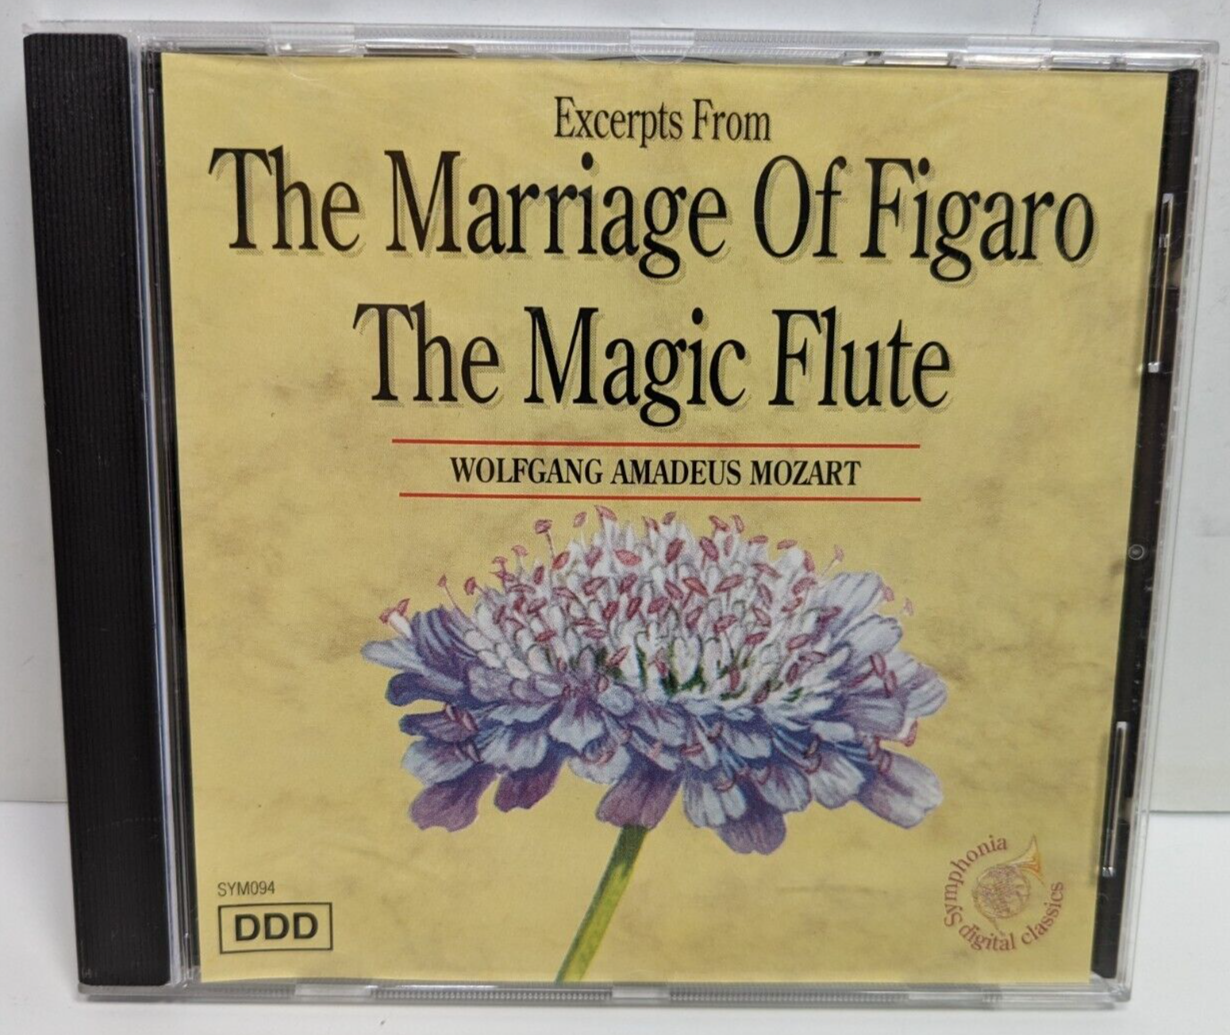 Excerpts From
The Marriage Of Figaro
The Magic Flute
WOLFGANG AMADEUS MOZART
SYM094
DDD
Symphonia
digital classics